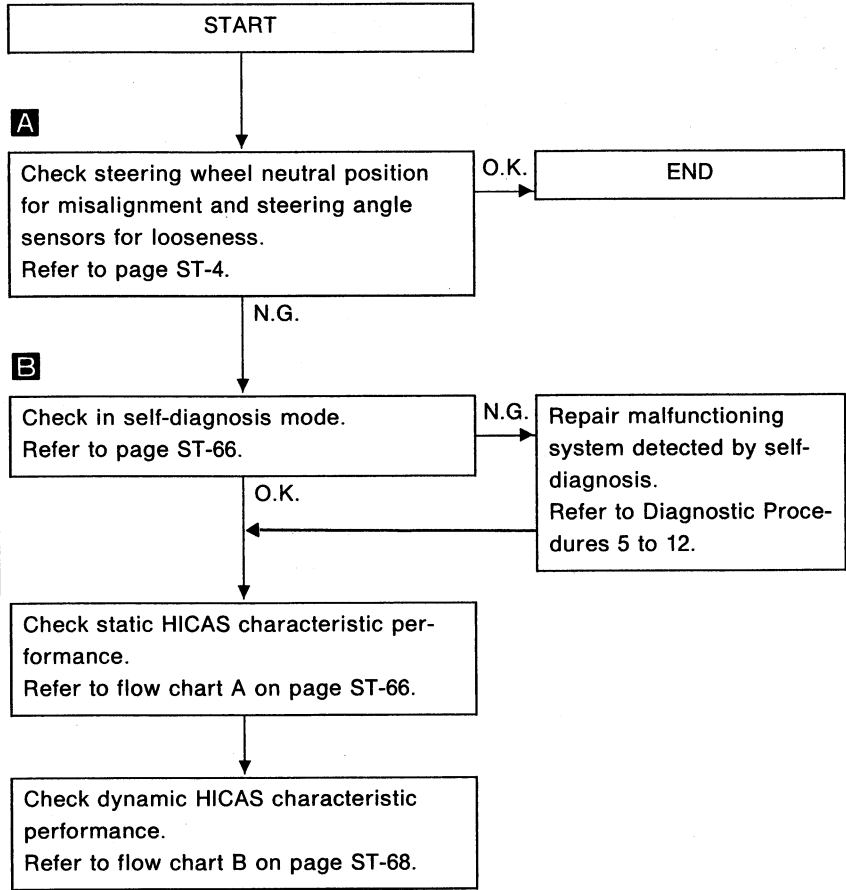 START
A
Check steering wheel neutral position
for misalignment and steering angle
sensors for looseness.
Refer to page ST-4.
O.K.
END
N.G.
B
Check in self-diagnosis mode.
Refer to page ST-66.
N.G.
Repair malfunctioning
system detected by self-
diagnosis.
Refer to Diagnostic Proce-
dures 5 to 12.
O.K.
Check static HICAS characteristic per-
formance.
Refer to flow chart A on page ST-66.
Check dynamic HICAS characteristic
performance.
Refer to flow chart B on page ST-68.